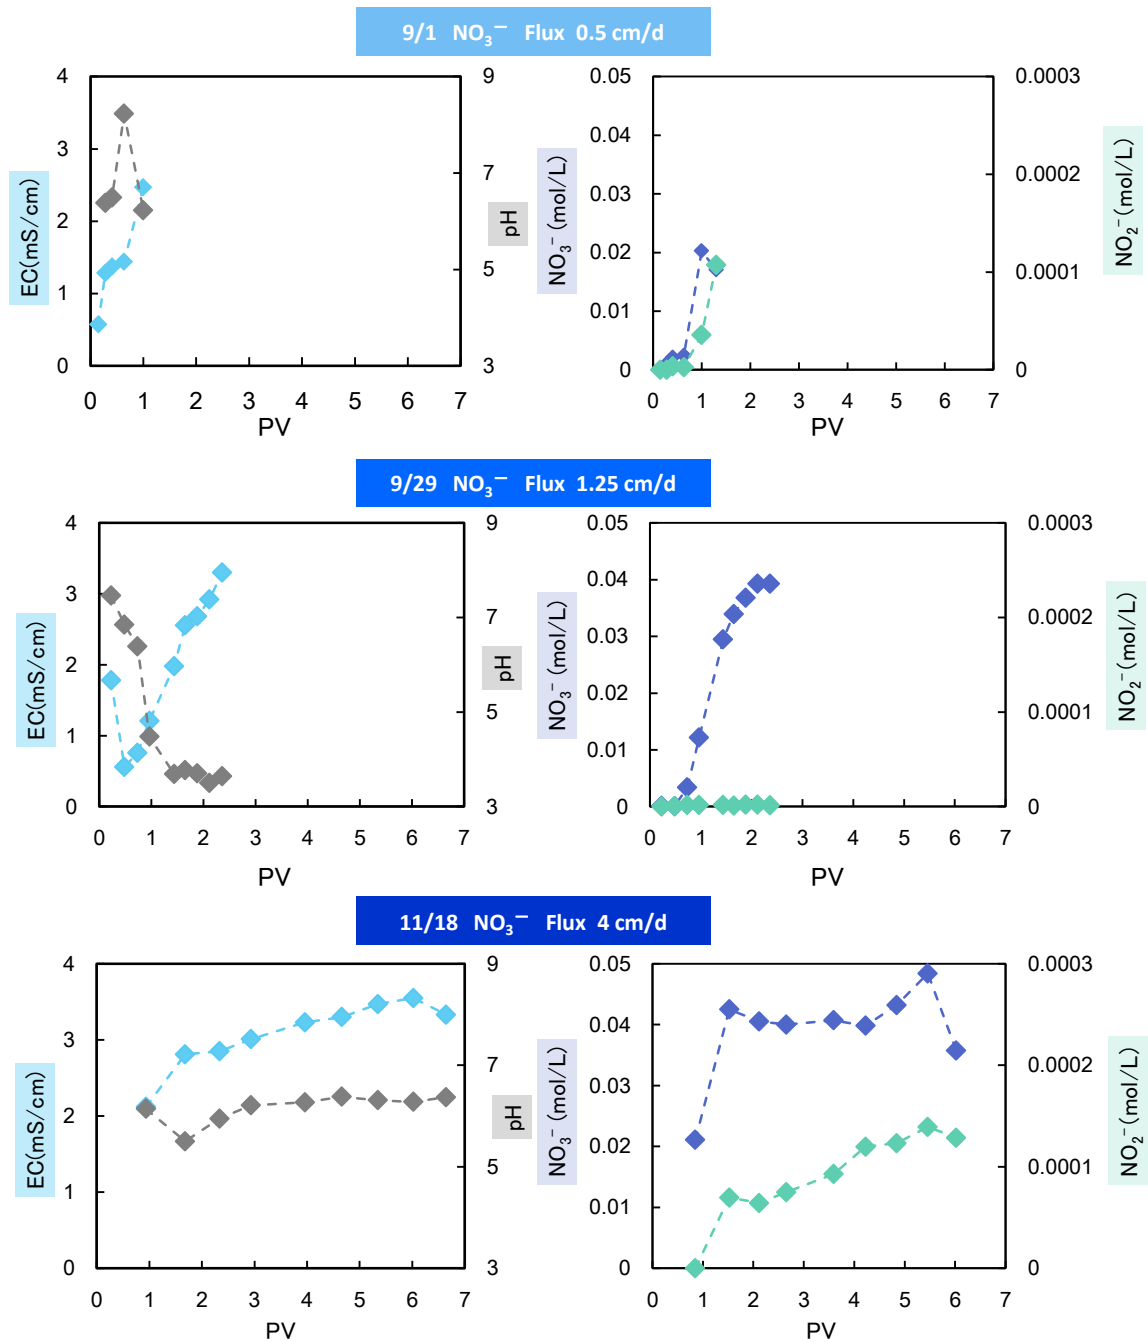 9/1 NO₃⁻ Flux 0.5 cm/d
4
3
2
1
0
EC(mS/cm)
9
7
5
3
pH
0 1 2 3 4 5 6 7
PV
0.05
0.04
0.03
0.02
0.01
0
NO₃⁻(mol/L)
0.0003
0.0002
0.0001
0
NO₂⁻(mol/L)
0 1 2 3 4 5 6 7
PV
9/29 NO₃⁻ Flux 1.25 cm/d
4
3
2
1
0
EC(mS/cm)
9
7
5
3
pH
0 1 2 3 4 5 6 7
PV
0.05
0.04
0.03
0.02
0.01
0
NO₃⁻(mol/L)
0.0003
0.0002
0.0001
0
NO₂⁻(mol/L)
0 1 2 3 4 5 6 7
PV
11/18 NO₃⁻ Flux 4 cm/d
4
3
2
1
0
EC(mS/cm)
9
7
5
3
pH
0 1 2 3 4 5 6 7
PV
0.05
0.04
0.03
0.02
0.01
0
NO₃⁻(mol/L)
0.0003
0.0002
0.0001
0
NO₂⁻(mol/L)
0 1 2 3 4 5 6 7
PV